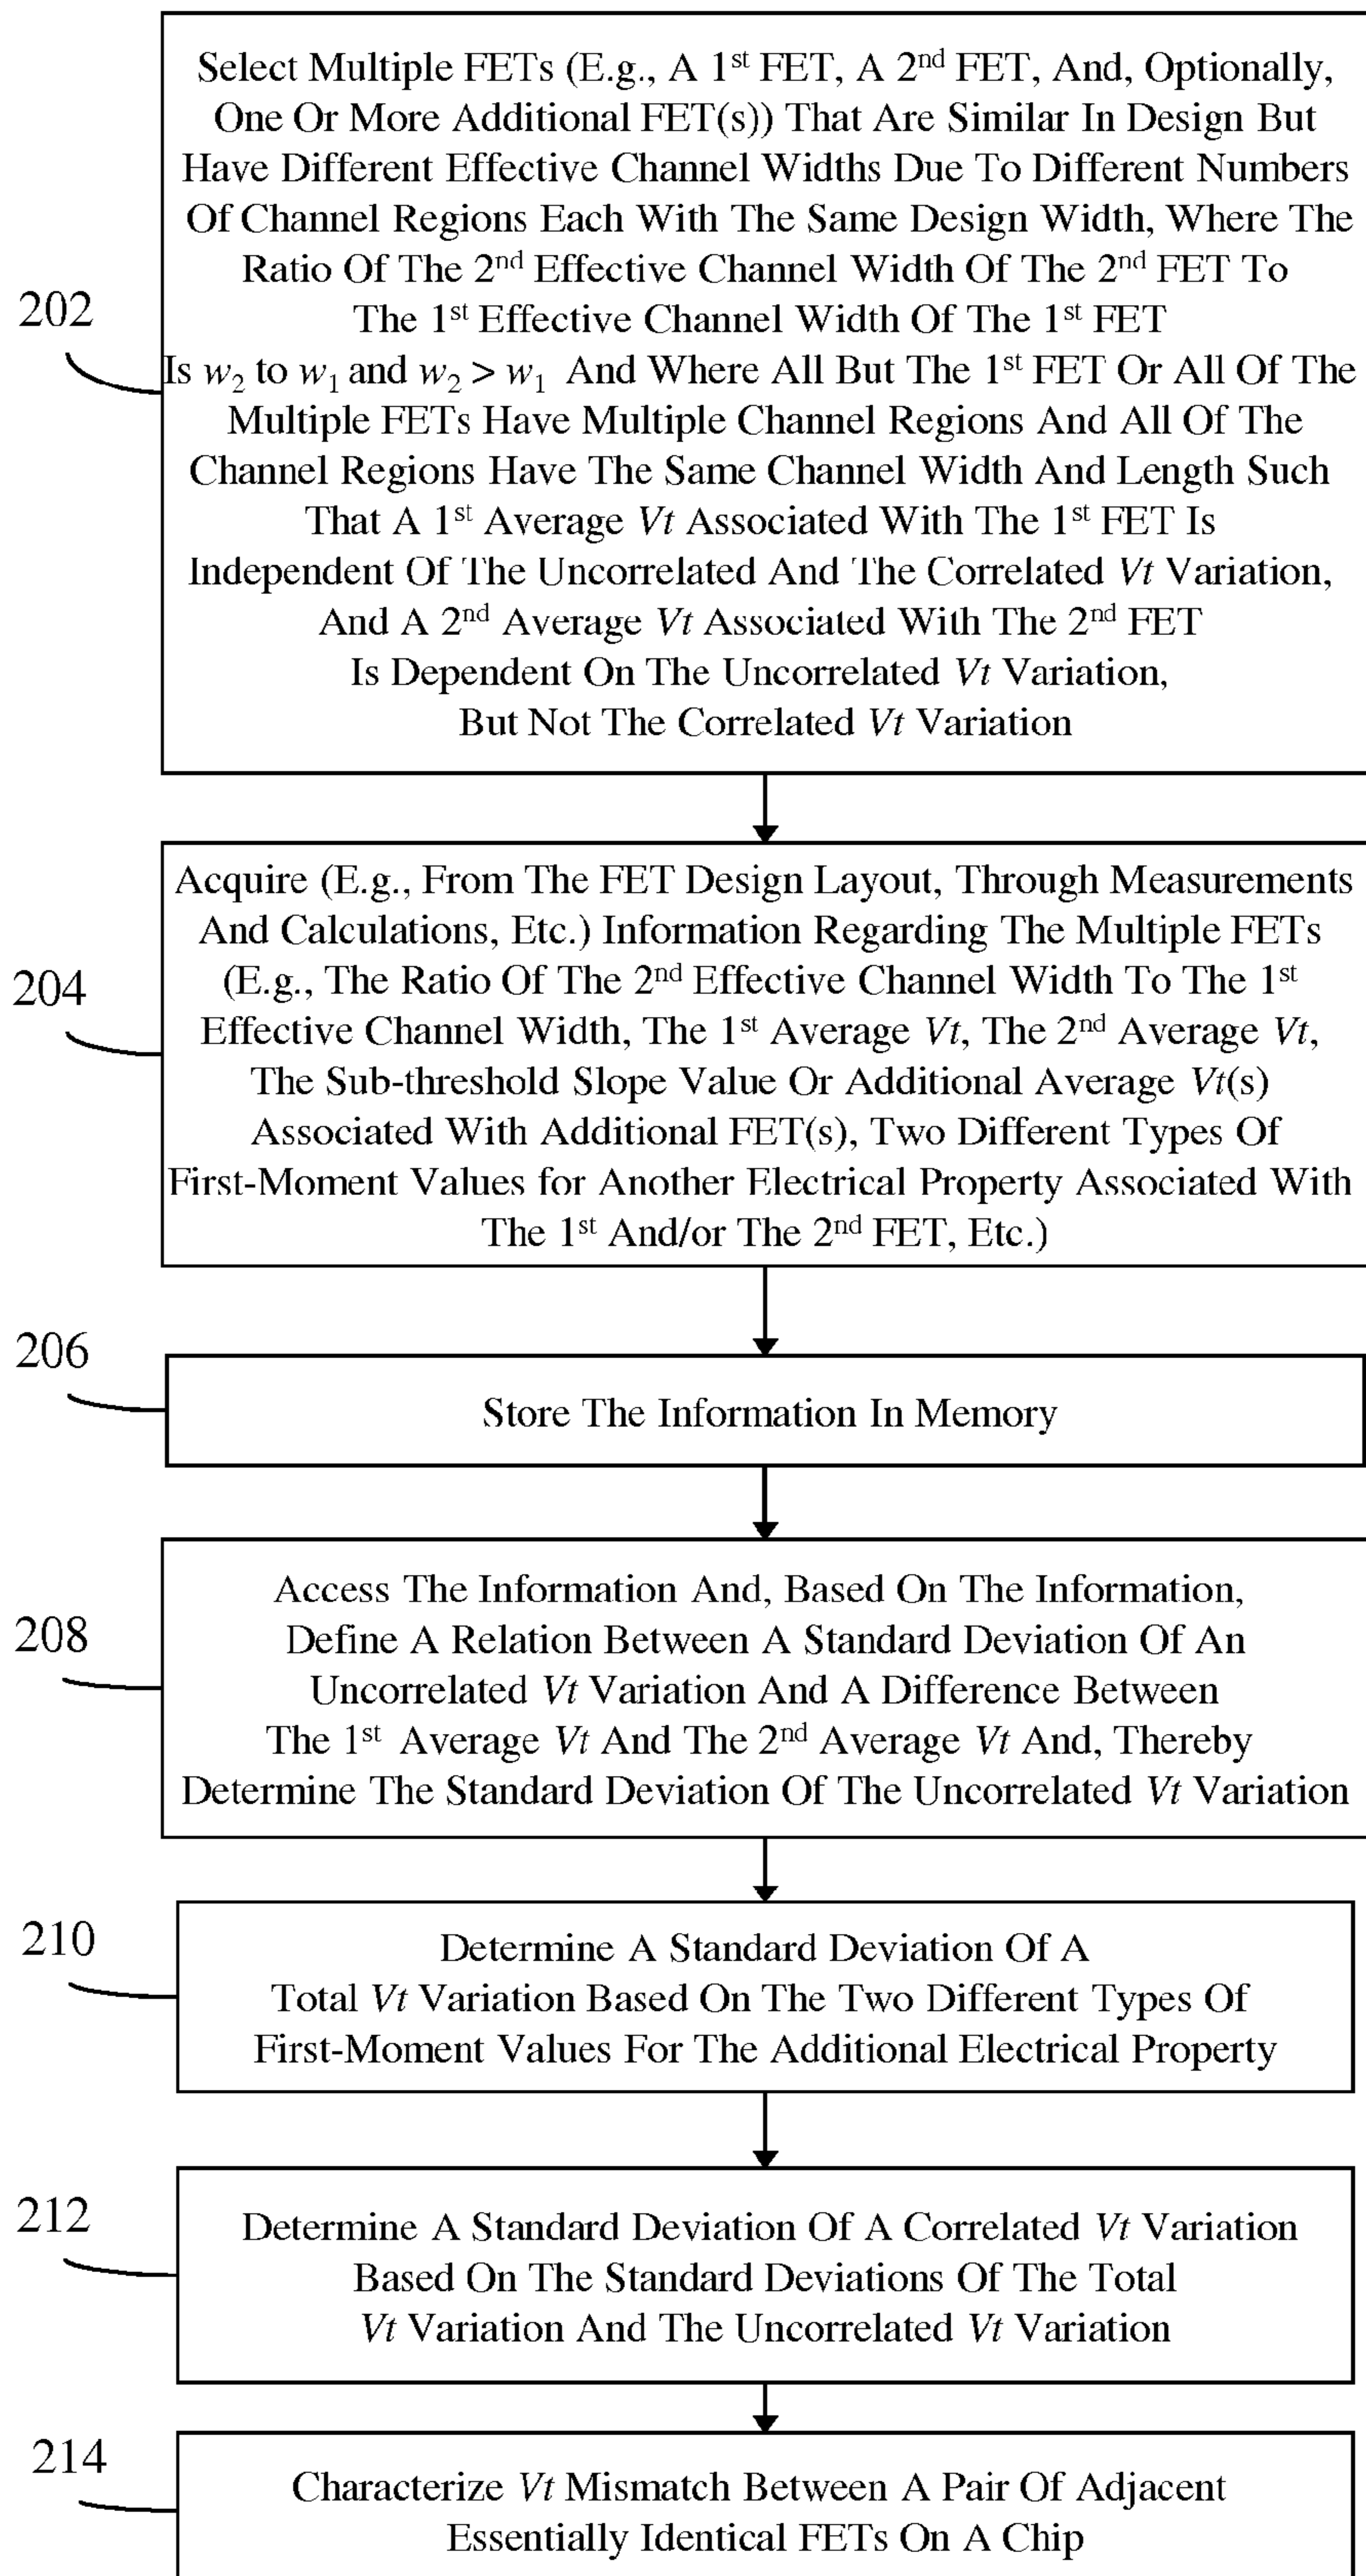 Select Multiple FETs (E.g., A 1st FET, A 2nd FET, And, Optionally,
One Or More Additional FET(s)) That Are Similar In Design But
Have Different Effective Channel Widths Due To Different Numbers
Of Channel Regions Each With The Same Design Width, Where The
Ratio Of The 2nd Effective Channel Width Of The 2nd FET To
The 1st Effective Channel Width Of The 1st FET
Is w2 to w1 and w2 > w1 And Where All But The 1st FET Or All Of The
Multiple FETs Have Multiple Channel Regions And All Of The
Channel Regions Have The Same Channel Width And Length Such
That A 1st Average Vt Associated With The 1st FET Is
Independent Of The Uncorrelated And The Correlated Vt Variation,
And A 2nd Average Vt Associated With The 2nd FET
Is Dependent On The Uncorrelated Vt Variation,
But Not The Correlated Vt Variation
202
Acquire (E.g., From The FET Design Layout, Through Measurements
And Calculations, Etc.) Information Regarding The Multiple FETs
(E.g., The Ratio Of The 2nd Effective Channel Width To The 1st
Effective Channel Width, The 1st Average Vt, The 2nd Average Vt,
The Sub-threshold Slope Value Or Additional Average Vt(s)
Associated With Additional FET(s), Two Different Types Of
First-Moment Values for Another Electrical Property Associated With
The 1st And/or The 2nd FET, Etc.)
204
206
Store The Information In Memory
208
Access The Information And, Based On The Information,
Define A Relation Between A Standard Deviation Of An
Uncorrelated Vt Variation And A Difference Between
The 1st Average Vt And The 2nd Average Vt And, Thereby
Determine The Standard Deviation Of The Uncorrelated Vt Variation
210
Determine A Standard Deviation Of A
Total Vt Variation Based On The Two Different Types Of
First-Moment Values For The Additional Electrical Property
212
Determine A Standard Deviation Of A Correlated Vt Variation
Based On The Standard Deviations Of The Total
Vt Variation And The Uncorrelated Vt Variation
214
Characterize Vt Mismatch Between A Pair Of Adjacent
Essentially Identical FETs On A Chip